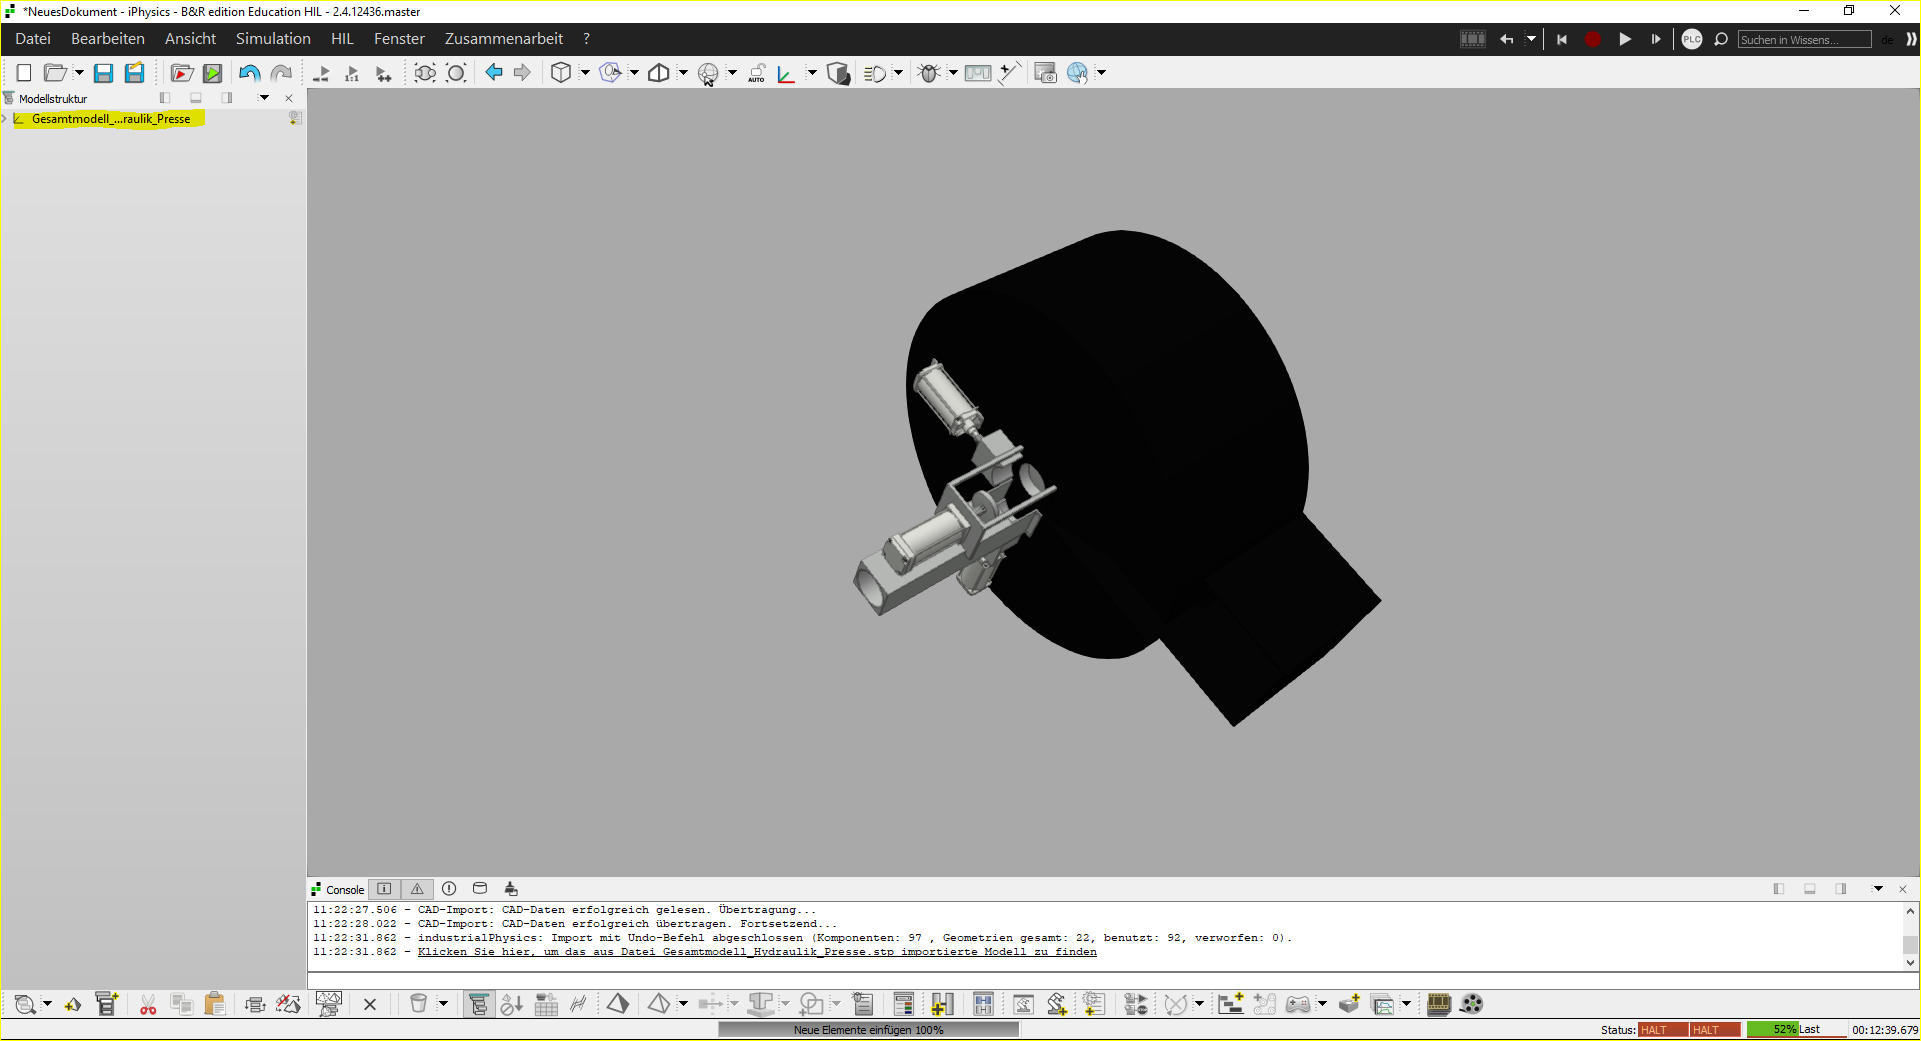 *NeuesDokument - iPhysics - B&R edition Education HIL - 2.4.12436.master
Datei Bearbeiten Ansicht Simulation HIL Fenster Zusammenarbeit ?
PLC Suchen in Wissens... de
1:1 AUTO
Modellstruktur
Gesamtmodell_...raulik_Presse
Console
11:22:27.506 - CAD-Import: CAD-Daten erfolgreich gelesen. Übertragung...
11:22:28.022 - CAD-Import: CAD-Daten erfolgreich übertragen. Fortsetzend...
11:22:31.862 - industrialPhysics: Import mit Undo-Befehl abgeschlossen (Komponenten: 97 , Geometrien gesamt: 22, benutzt: 92, verworfen: 0).
11:22:31.862 - Klicken Sie hier, um das aus Datei Gesamtmodell_Hydraulik_Presse.stp importierte Modell zu finden
Neue Elemente einfügen 100%
Status: HALT HALT 52% Last 00:12:39.679